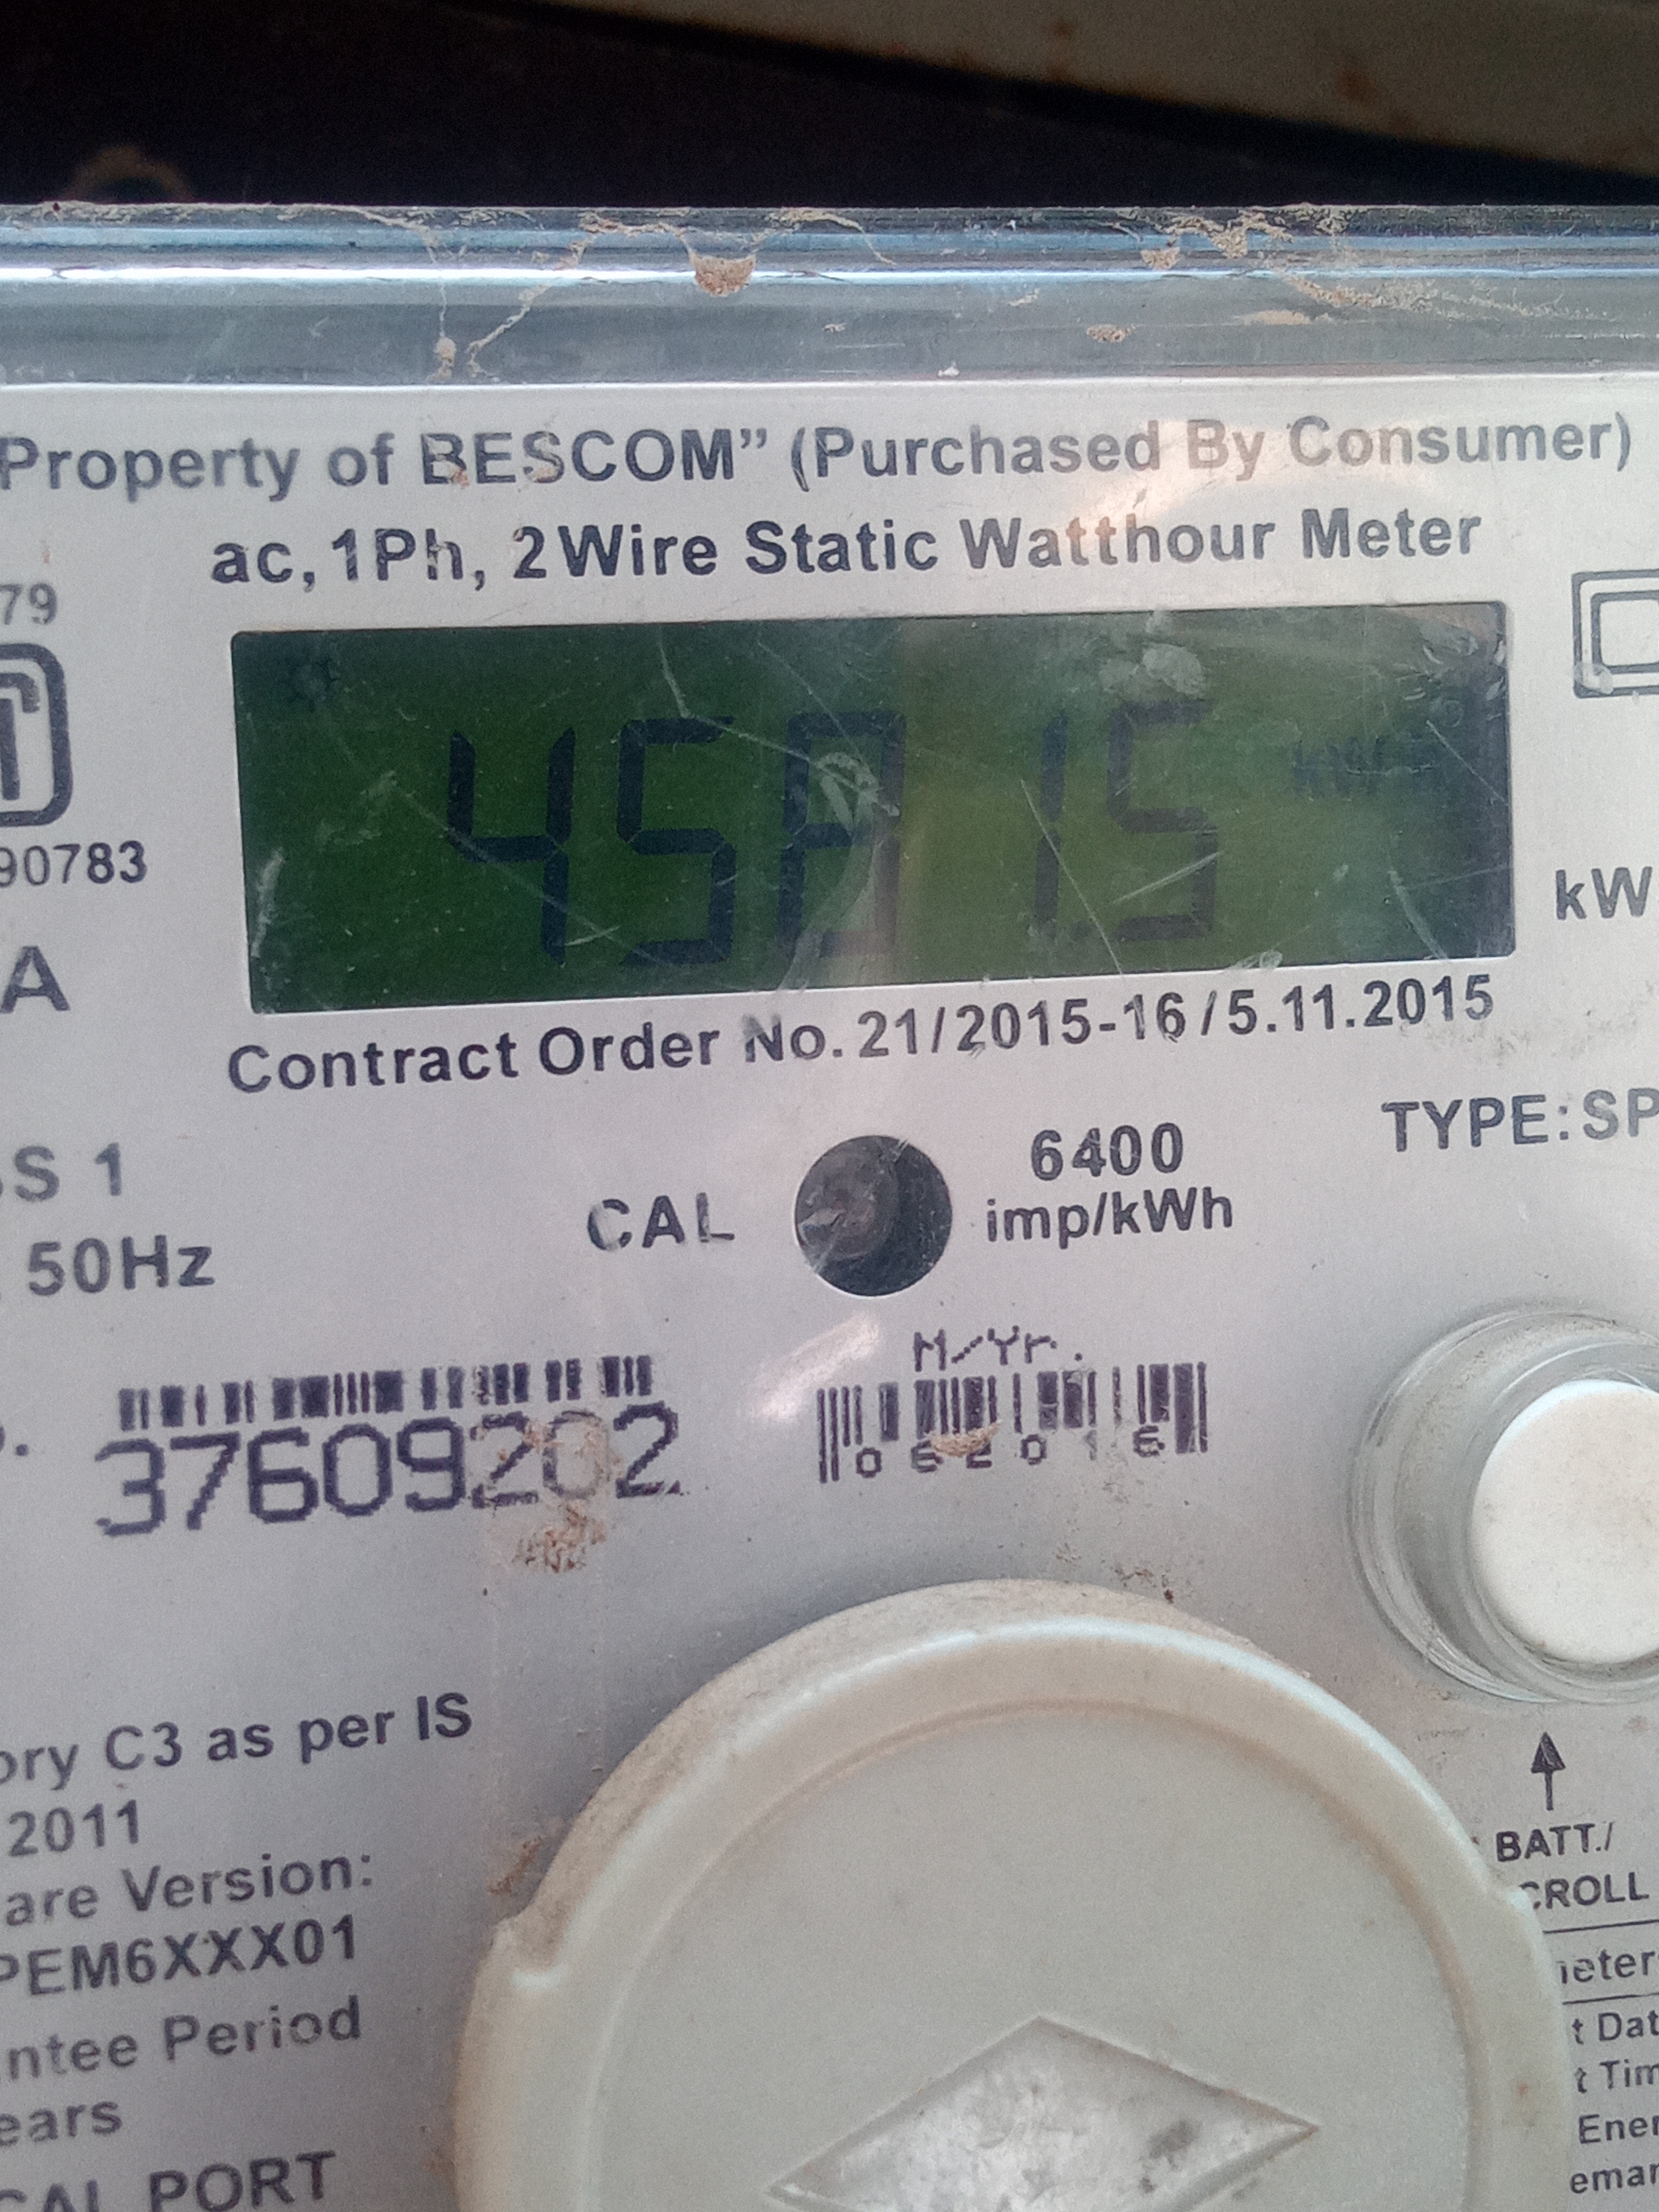 Property of BESCOM” (Purchased By Consumer)
ac, 1Ph, 2 Wire Static Watthour Meter
79
90783
45815
kW
A
Contract Order No. 21/2015-16/5.11.2015
S 1
50Hz
CAL
6400
imp/kWh
TYPE:SP
M/Yr.
37609202
062016
ory C3 as per IS
2011
are Version:
PEM6XXX01
ntee Period
ears
CAL PORT
BATT./
CROLL
meter
t Dat
t Tim
Ener
emar